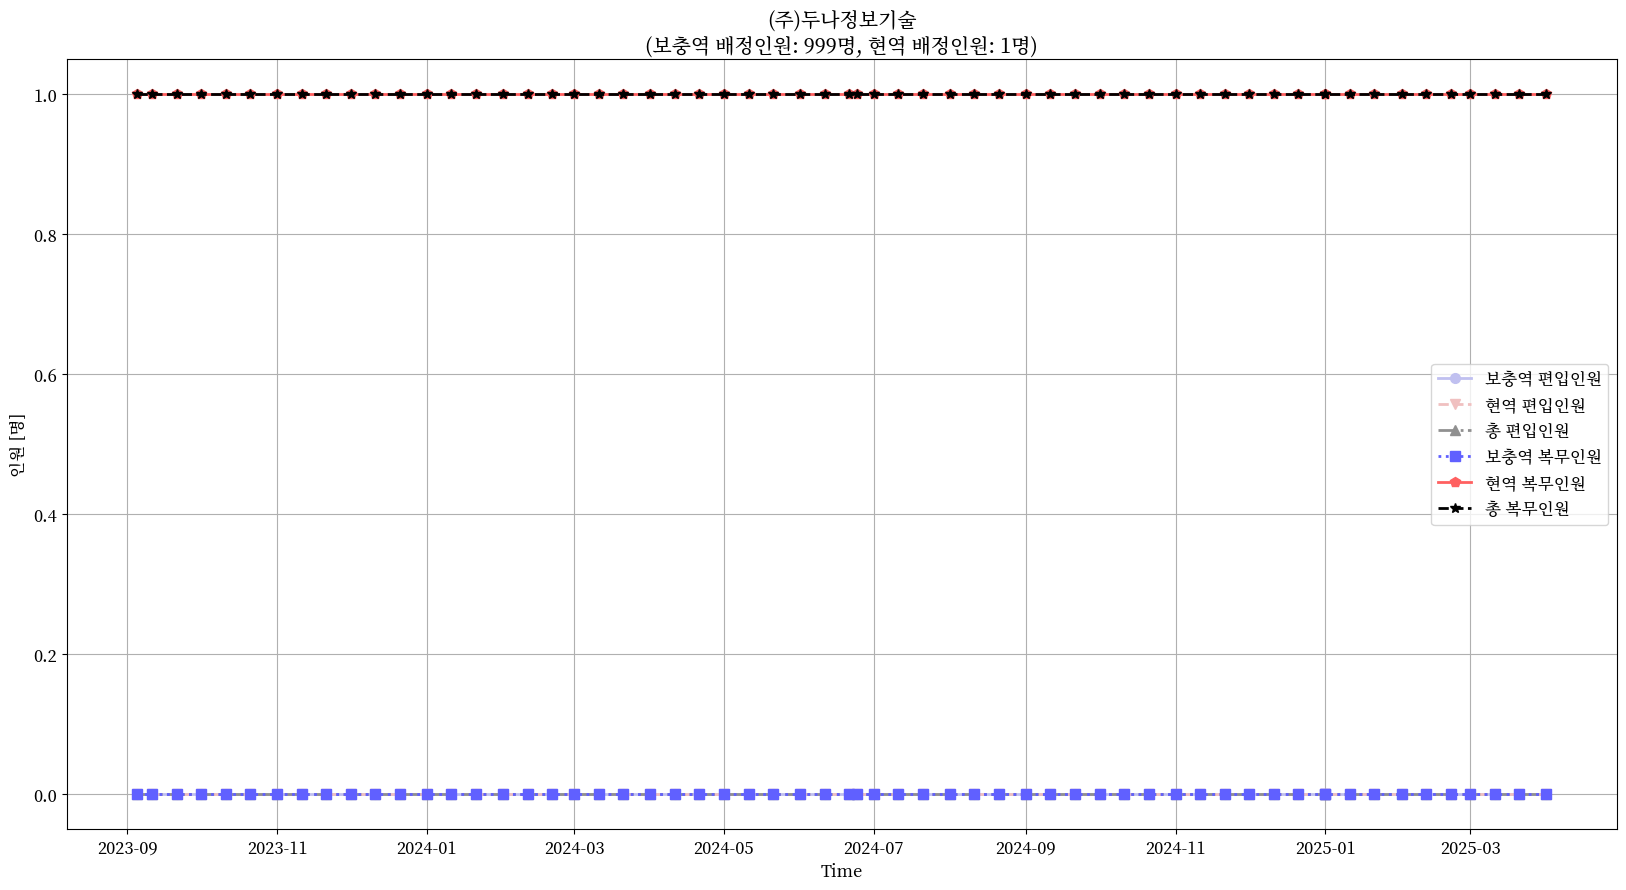 (주)두나정보기술
(보충역 배정인원: 999명, 현역 배정인원: 1명)
인원 [명]
1.0
0.8
0.6
0.4
0.2
0.0
보충역 편입인원
현역 편입인원
총 편입인원
보충역 복무인원
현역 복무인원
총 복무인원
2023-09 2023-11 2024-01 2024-03 2024-05 2024-07 2024-09 2024-11 2025-01 2025-03
Time